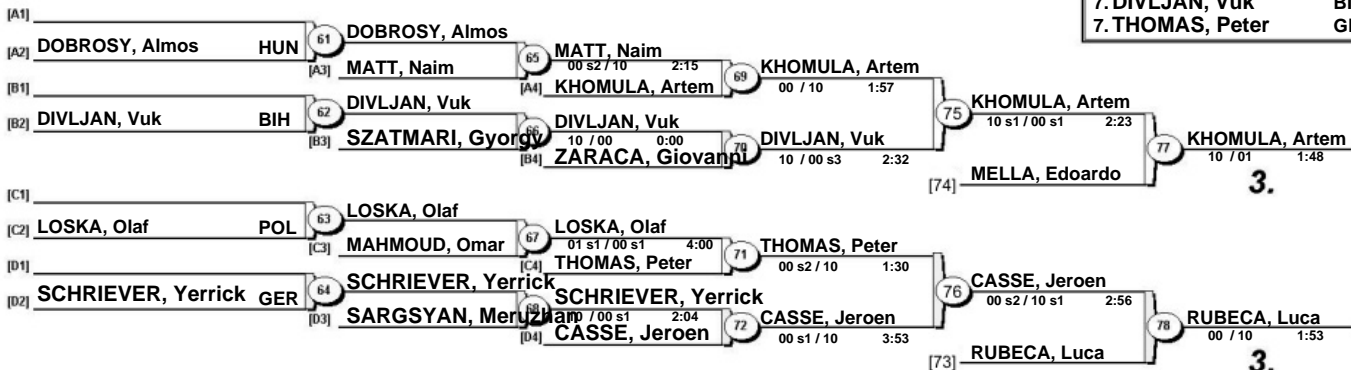 7. DIVLJAN, Vuk
7. THOMAS, Peter
[A1]
[A2] DOBROSY, Almos HUN
61 DOBROSY, Almos
[A3] MATT, Naim
65 MATT, Naim
00 s2 / 10 2:15
[A4] KHOMULA, Artem
69 KHOMULA, Artem
00 / 10 1:57
[B1]
[B2] DIVLJAN, Vuk BIH
62 DIVLJAN, Vuk
[B3] SZATMARI, Gyorgy
66 DIVLJAN, Vuk
10 / 00 0:00
[B4] ZARACA, Giovanni
70 DIVLJAN, Vuk
10 / 00 s3 2:32
75 KHOMULA, Artem
10 s1 / 00 s1 2:23
[74] MELLA, Edoardo
77 KHOMULA, Artem
10 / 01 1:48
3.
[C1]
[C2] LOSKA, Olaf POL
63 LOSKA, Olaf
[C3] MAHMOUD, Omar
67 LOSKA, Olaf
01 s1 / 00 s1 4:00
[C4] THOMAS, Peter
71 THOMAS, Peter
00 s2 / 10 1:30
[D1]
[D2] SCHRIEVER, Yerrick GER
64 SCHRIEVER, Yerrick
[D3] SARGSYAN, Meruzhan
68 SCHRIEVER, Yerrick
/ 00 s1 2:04
[D4] CASSE, Jeroen
72 CASSE, Jeroen
00 s1 / 10 3:53
76 CASSE, Jeroen
00 s2 / 10 s1 2:56
[73] RUBECA, Luca
78 RUBECA, Luca
00 / 10 1:53
3.